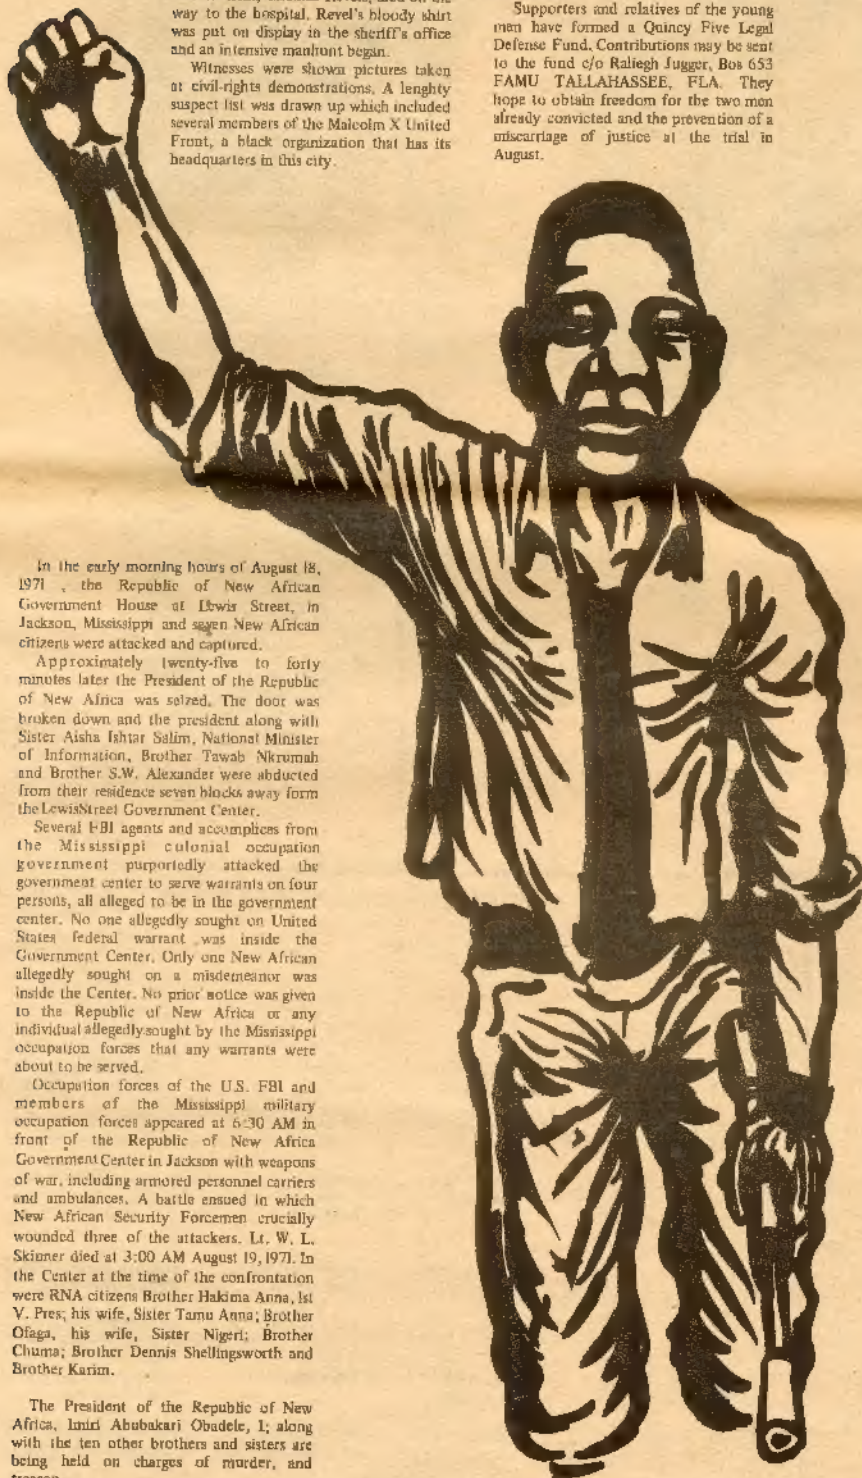 way to the hospital. Revel's bloody shirt
was put on display in the sheriff's office
and an intensive manhunt began.
Witnesses were shown pictures taken
at civil-rights demonstrations. A lenghty
suspect list was drawn up which included
several members of the Malcolm X United
Front, a black organization that has its
headquarters in this city.
Supporters and relatives of the young
men have formed a Quincy Five Legal
Defense Fund. Contributions may be sent
to the fund c/o Raliegh Jugger, Box 653
FAMU TALLAHASSEE, FLA. They
hope to obtain freedom for the two men
already convicted and the prevention of a
miscarriage of justice at the trial in
August.
In the early morning hours of August 18,
1971 , the Republic of New African
Government House at Lewis Street, in
Jackson, Mississippi and seven New African
citizens were attacked and captured.
Approximately twenty-five to forty
minutes later the President of the Republic
of New Africa was seized. The door was
broken down and the president along with
Sister Aisha Ishtar Salim, National Minister
of Information, Brother Tawab Nkrumah
and Brother S.W. Alexander were abducted
from their residence seven blocks away form
the LewisStreet Government Center.
Several FBI agents and accomplices from
the Mississippi colonial occupation
government purportedly attacked the
government center to serve warrants on four
persons, all alleged to be in the government
center. No one allegedly sought on United
States federal warrant was inside the
Government Center. Only one New African
allegedly sought on a misdemeanor was
inside the Center. No prior notice was given
to the Republic of New Africa or any
individual allegedly sought by the Mississippi
occupation forces that any warrants were
about to be served.
Occupation forces of the U.S. FBI and
members of the Mississippi military
occupation forces appeared at 6:30 AM in
front of the Republic of New Africa
Government Center in Jackson with weapons
of war, including armored personnel carriers
and ambulances. A battle ensued in which
New African Security Forcemen crucially
wounded three of the attackers. Lt. W. L.
Skinner died at 3:00 AM August 19, 1971. In
the Center at the time of the confrontation
were RNA citizens Brother Hakima Anna, 1st
V. Pres; his wife, Sister Tamu Anna; Brother
Ofaga, his wife, Sister Nigeri; Brother
Chuma; Brother Dennis Shellingsworth and
Brother Karim.
The President of the Republic of New
Africa, Imiri Abubakari Obadele, 1; along
with the ten other brothers and sisters are
being held on charges of murder, and